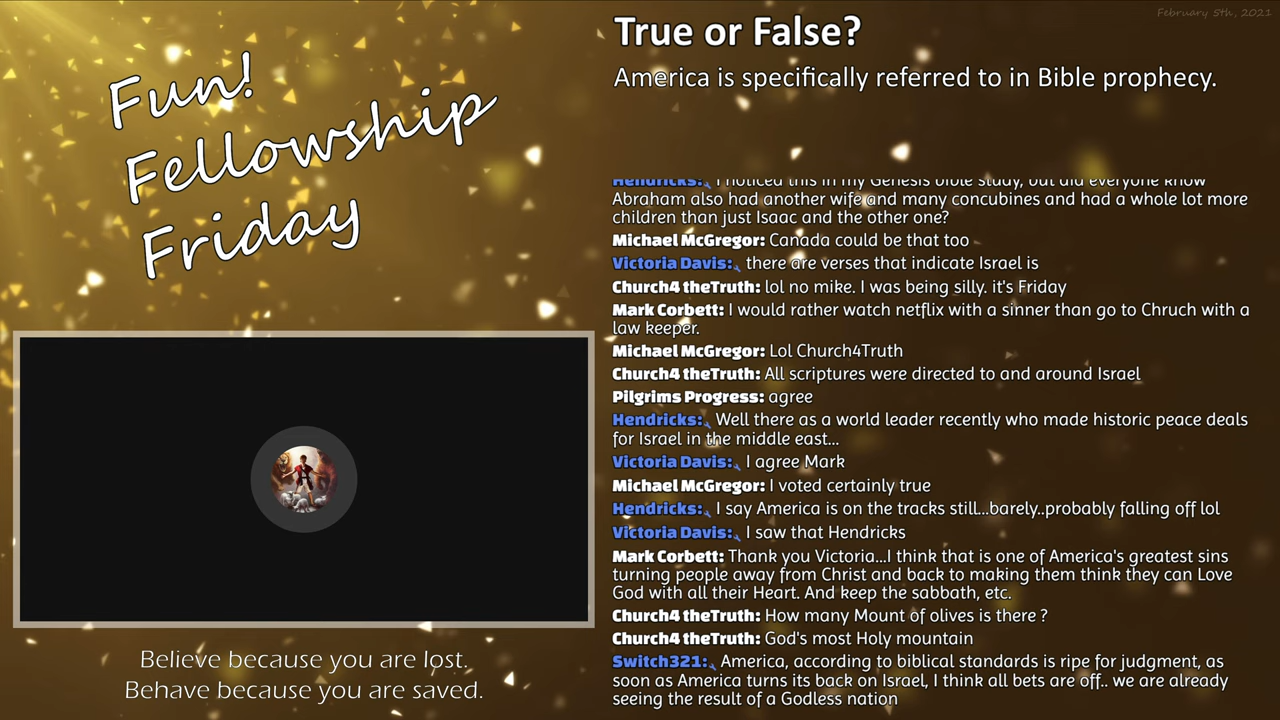 February 5th, 2021
Fun!
Fellowship
Friday
True or False?
America is specifically referred to in Bible prophecy.
Hendricks: I noticed this in my Genesis bible study, but did everyone know
Abraham also had another wife and many concubines and had a whole lot more
children than just Isaac and the other one?
Michael McGregor: Canada could be that too
Victoria Davis: there are verses that indicate Israel is
Church4 theTruth: lol no mike. I was being silly. it's Friday
Mark Corbett: I would rather watch netflix with a sinner than go to Chruch with a
law keeper.
Michael McGregor: Lol Church4Truth
Church4 theTruth: All scriptures were directed to and around Israel
Pilgrims Progress: agree
Hendricks: Well there as a world leader recently who made historic peace deals
for Israel in the middle east...
Victoria Davis: I agree Mark
Michael McGregor: I voted certainly true
Hendricks: I say America is on the tracks still...barely..probably falling off lol
Victoria Davis: I saw that Hendricks
Mark Corbett: Thank you Victoria...I think that is one of America's greatest sins
turning people away from Christ and back to making them think they can Love
God with all their Heart. And keep the sabbath, etc.
Church4 theTruth: How many Mount of olives is there ?
Church4 theTruth: God's most Holy mountain
Switch321: America, according to biblical standards is ripe for judgment, as
soon as America turns its back on Israel, I think all bets are off.. we are already
seeing the result of a Godless nation
Believe because you are lost.
Behave because you are saved.